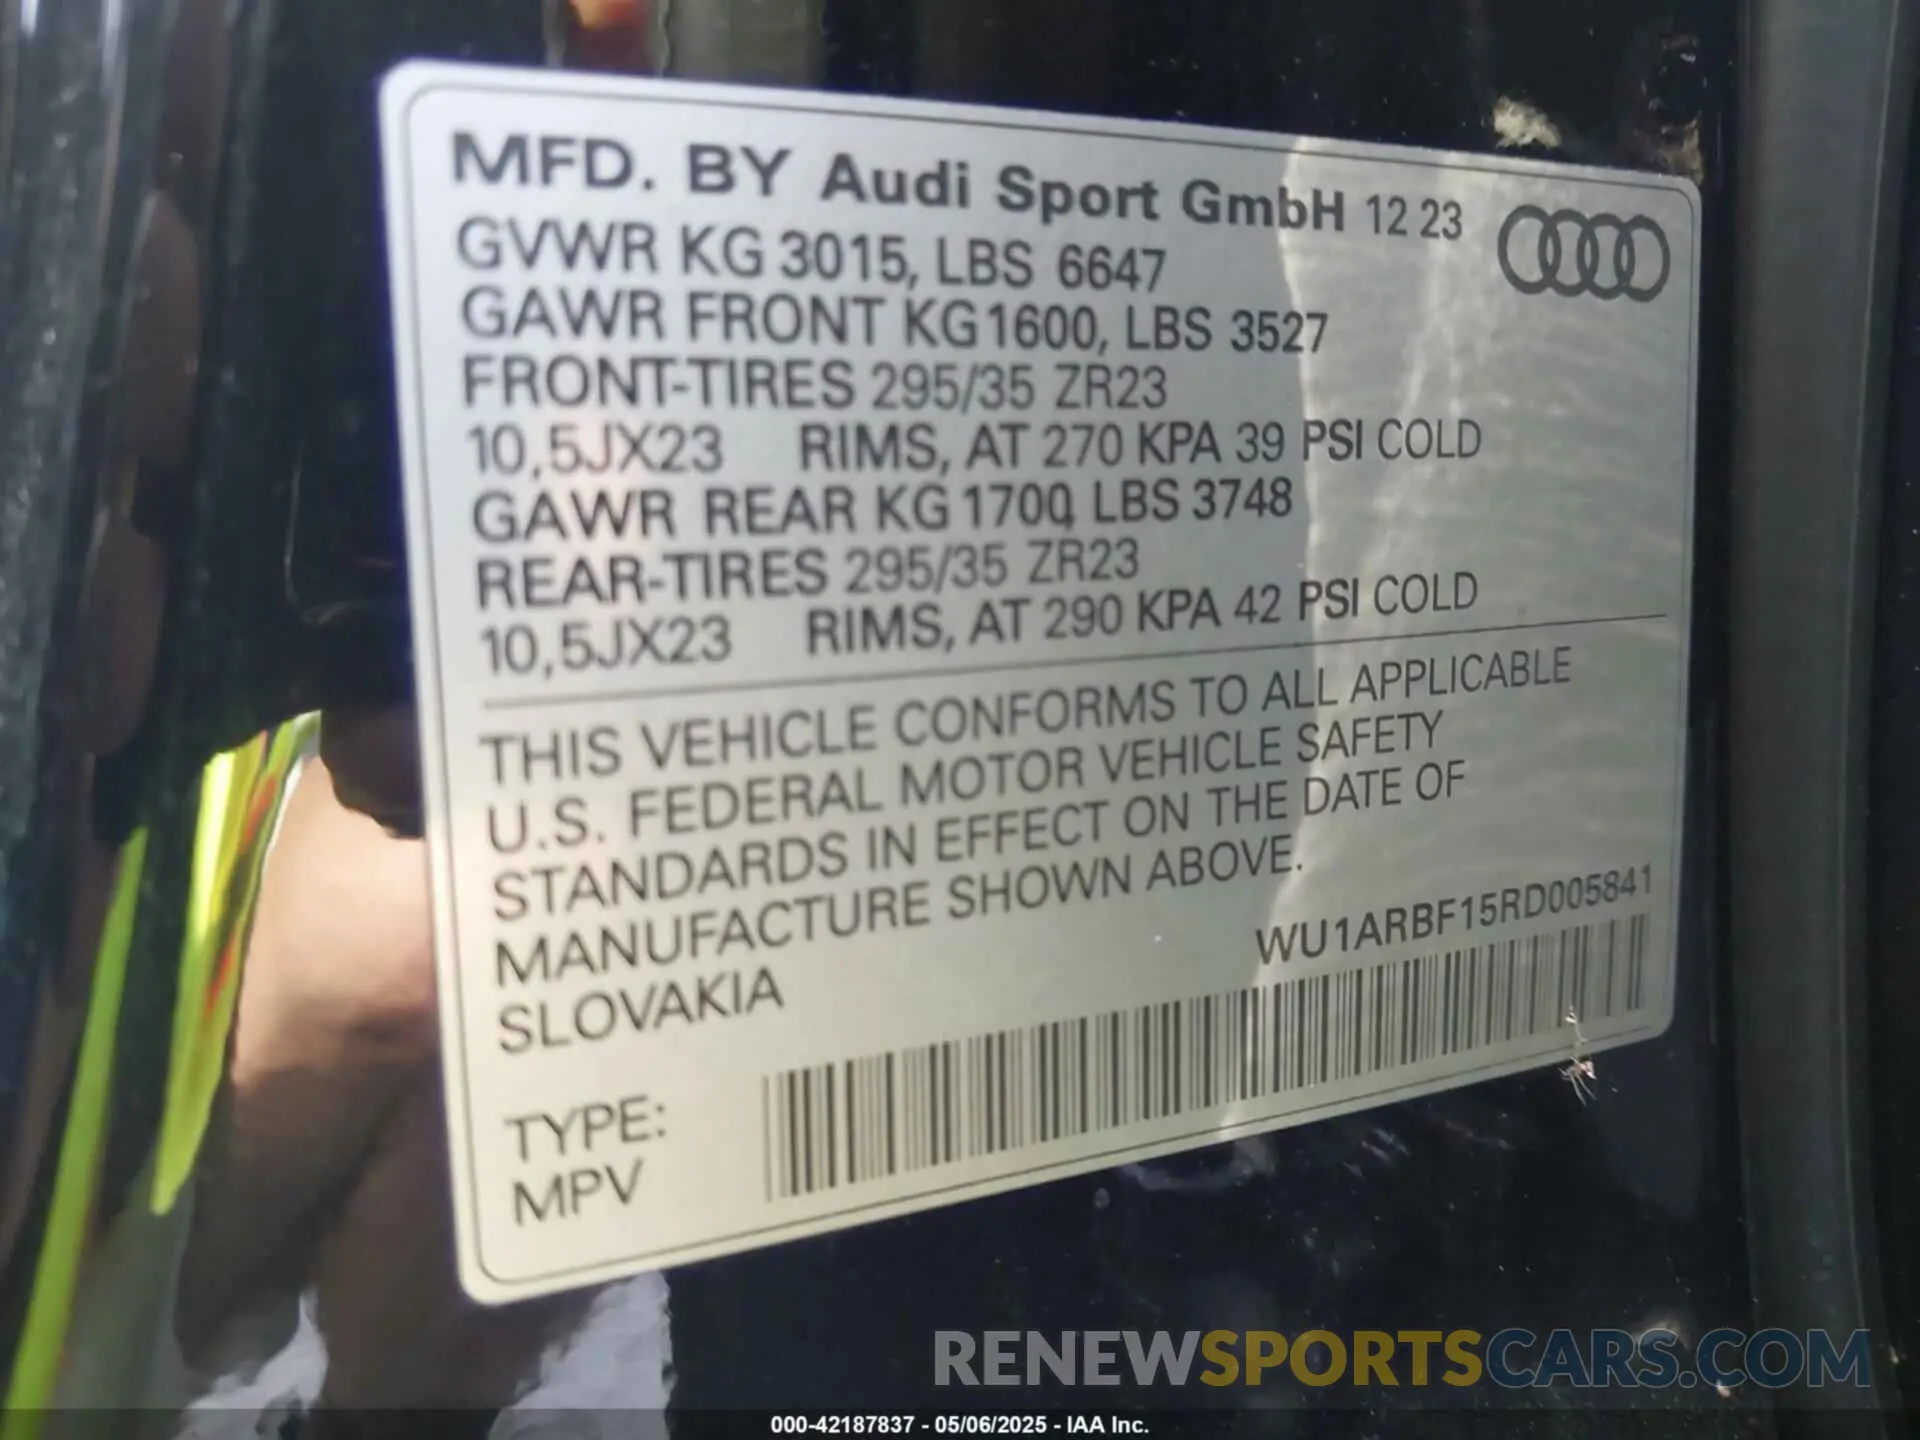 MFD. BY Audi Sport GmbH 12 23
GVWR KG 3015, LBS 6647
GAWR FRONT KG 1600, LBS 3527
FRONT-TIRES 295/35 ZR23
10,5JX23 RIMS, AT 270 KPA 39 PSI COLD
GAWR REAR KG 1700, LBS 3748
REAR-TIRES 295/35 ZR23
10,5JX23 RIMS, AT 290 KPA 42 PSI COLD
THIS VEHICLE CONFORMS TO ALL APPLICABLE
U.S. FEDERAL MOTOR VEHICLE SAFETY
STANDARDS IN EFFECT ON THE DATE OF
MANUFACTURE SHOWN ABOVE.
SLOVAKIA
WU1ARBF15RD005841
TYPE:
MPV
RENEWSPORTSCARS.COM
000-42187837 - 05/06/2025 - IAA Inc.